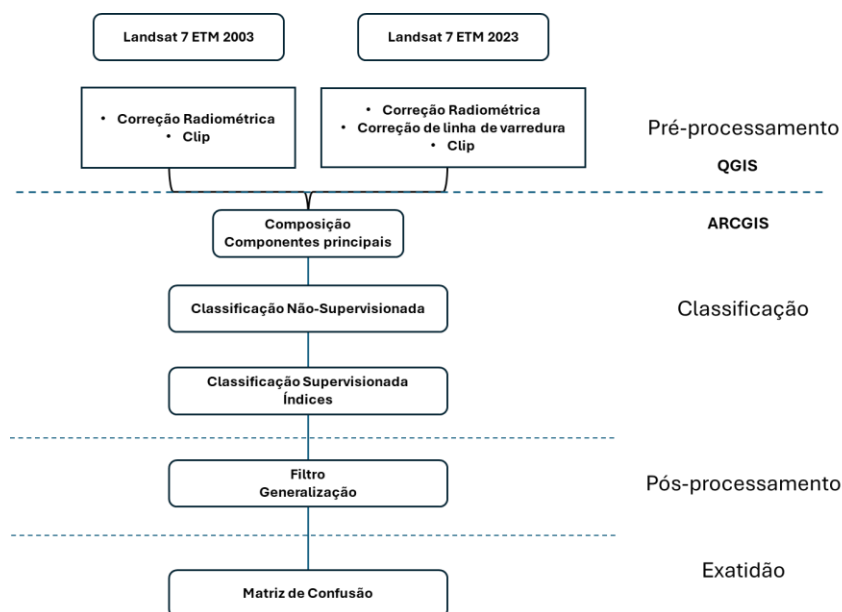 Landsat 7 ETM 2003
Landsat 7 ETM 2023
• Correção Radiométrica
• Clip
• Correção Radiométrica
• Correção de linha de varredura
• Clip
Pré-processamento
QGIS
Composição
Componentes principais
ARCGIS
Classificação Não-Supervisionada
Classificação
Classificação Supervisionada
Índices
Filtro
Generalização
Pós-processamento
Matriz de Confusão
Exatidão